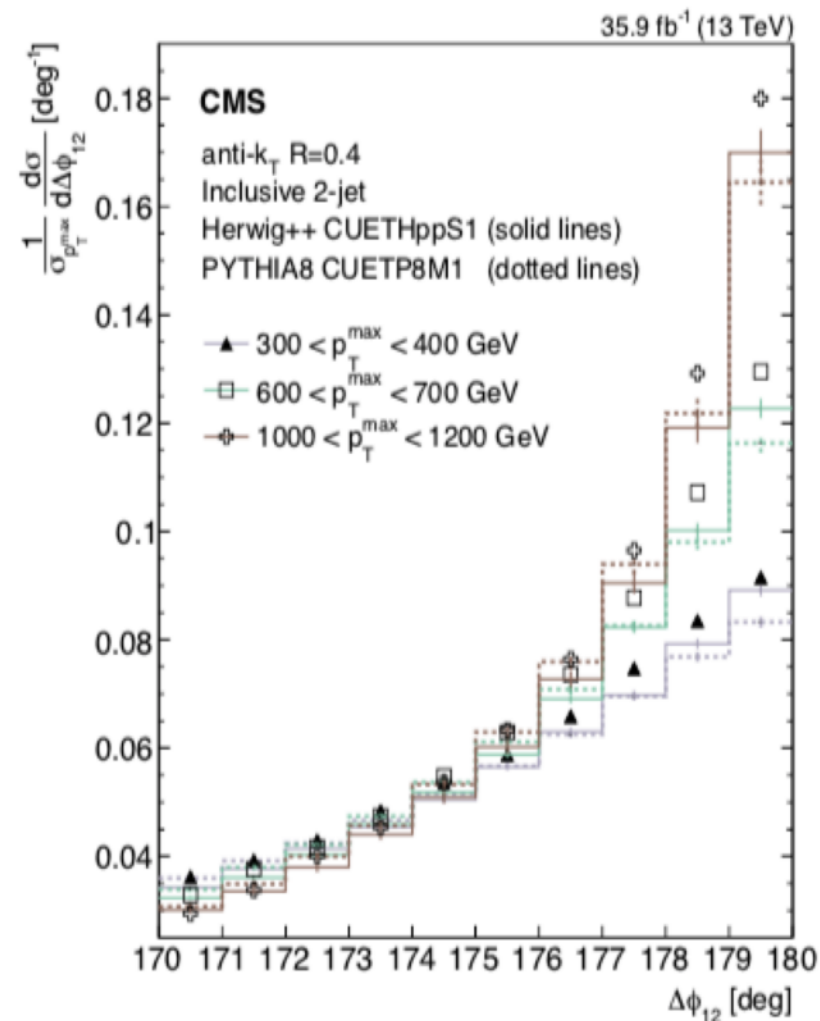 35.9 fb⁻¹ (13 TeV)
1/σ_{p_T^{max}} dσ/dΔϕ₁₂ [deg⁻¹]
CMS
anti-k_T R=0.4
Inclusive 2-jet
Herwig++ CUETHppS1 (solid lines)
PYTHIA8 CUETP8M1 (dotted lines)
300 < p_T^{max} < 400 GeV
600 < p_T^{max} < 700 GeV
1000 < p_T^{max} < 1200 GeV
0.18
0.16
0.14
0.12
0.1
0.08
0.06
0.04
170 171 172 173 174 175 176 177 178 179 180
Δϕ₁₂ [deg]